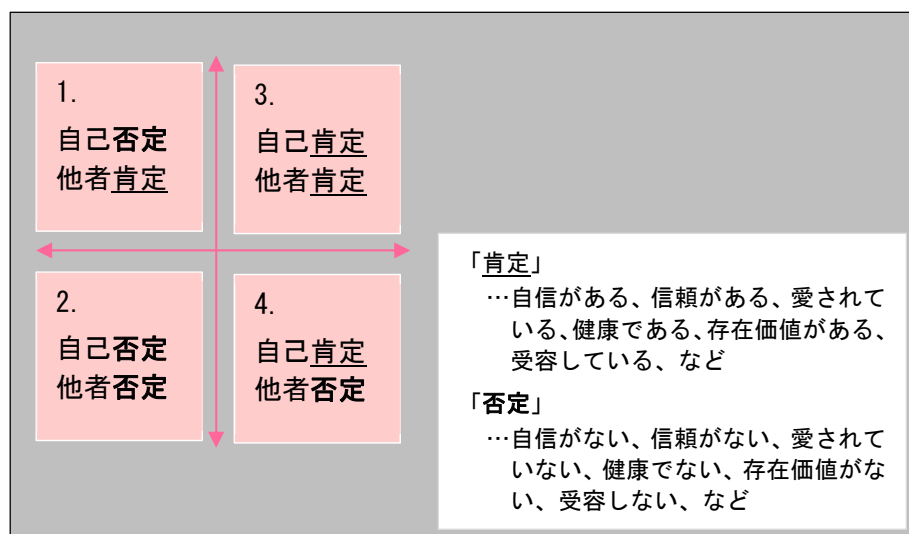 1.
自己否定
他者肯定
3.
自己肯定
他者肯定
2.
自己否定
他者否定
4.
自己肯定
他者否定
「肯定」
…自信がある、信頼がある、愛されて
いる、健康である、存在価値がある、
受容している、など
「否定」
…自信がない、信頼がない、愛されて
いない、健康でない、存在価値がな
い、受容しない、など